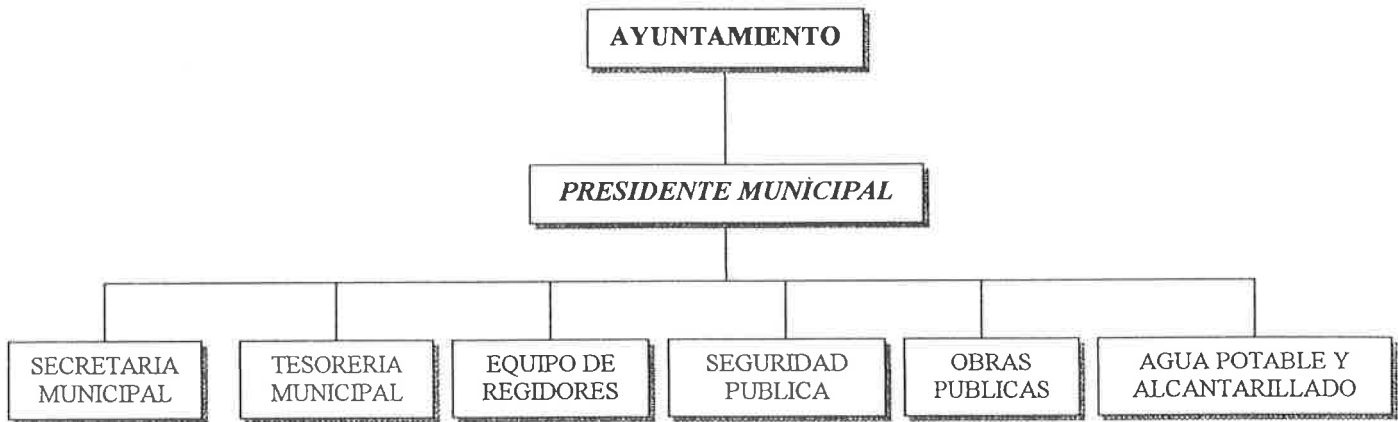 AYUNTAMIENTO
PRESIDENTE MUNICIPAL
SECRETARIA
MUNICIPAL
TESORERIA
MUNICIPAL
EQUIPO DE
REGIDORES
SEGURIDAD
PUBLICA
OBRAS
PUBLICAS
AGUA POTABLE Y
ALCANTARILLADO